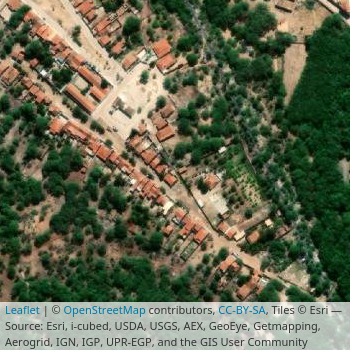 Leaflet | © OpenStreetMap contributors, CC-BY-SA, Tiles © Esri —
Source: Esri, i-cubed, USDA, USGS, AEX, GeoEye, Getmapping,
Aerogrid, IGN, IGP, UPR-EGP, and the GIS User Community